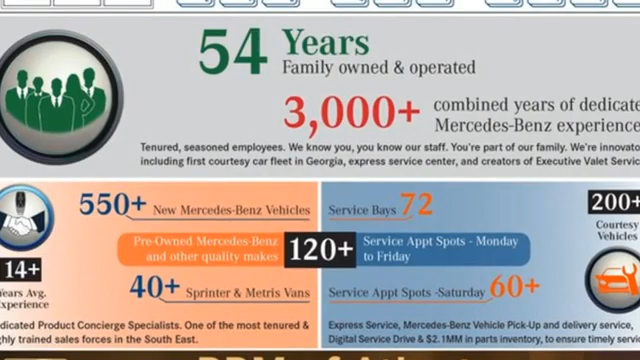 54 Years
Family owned & operated
3,000+ combined years of dedicate
Mercedes-Benz experience
Tenured, seasoned employees. We know you, you know our staff. You're part of our family. We're innovato
including first courtesy car fleet in Georgia, express service center, and creators of Executive Valet Servic
550+ New Mercedes-Benz Vehicles
Pre-Owned Mercedes-Benz
and other quality makes
120+
40+ Sprinter & Metris Vans
14+
Years Avg.
xperience
dicated Product Concierge Specialists. One of the most tenured &
ghly trained sales forces in the South East.
Service Bays 72
Service Appt Spots - Monday
to Friday
Service Appt Spots -Saturday 60+
200+
Courtesy
Vehicles
Express Service, Mercedes-Benz Vehicle Pick-Up and delivery service,
Digital Service Drive & $2.1MM in parts inventory, to ensure timely servi